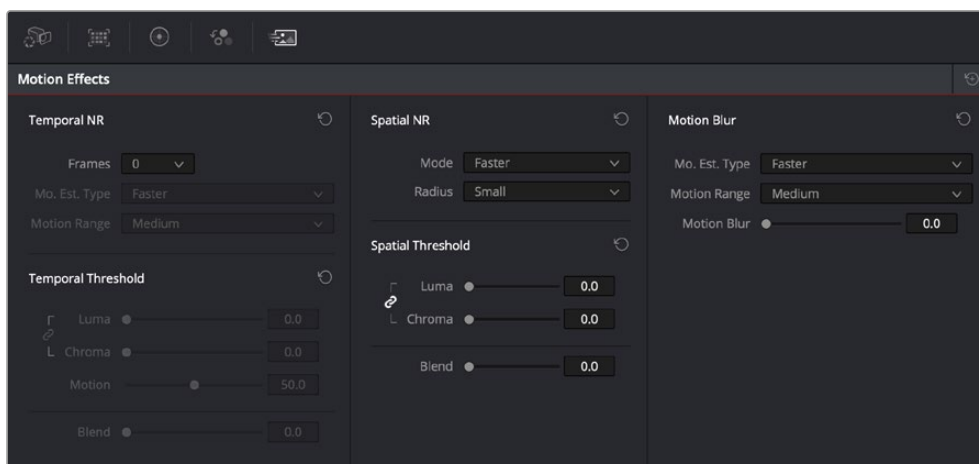 Motion Effects
Temporal NR
Frames 0
Mo. Est. Type Faster
Motion Range Medium
Temporal Threshold
Luma 0.0
Chroma 0.0
Motion 50.0
Blend 0.0
Spatial NR
Mode Faster
Radius Small
Spatial Threshold
Luma 0.0
Chroma 0.0
Blend 0.0
Motion Blur
Mo. Est. Type Faster
Motion Range Medium
Motion Blur 0.0